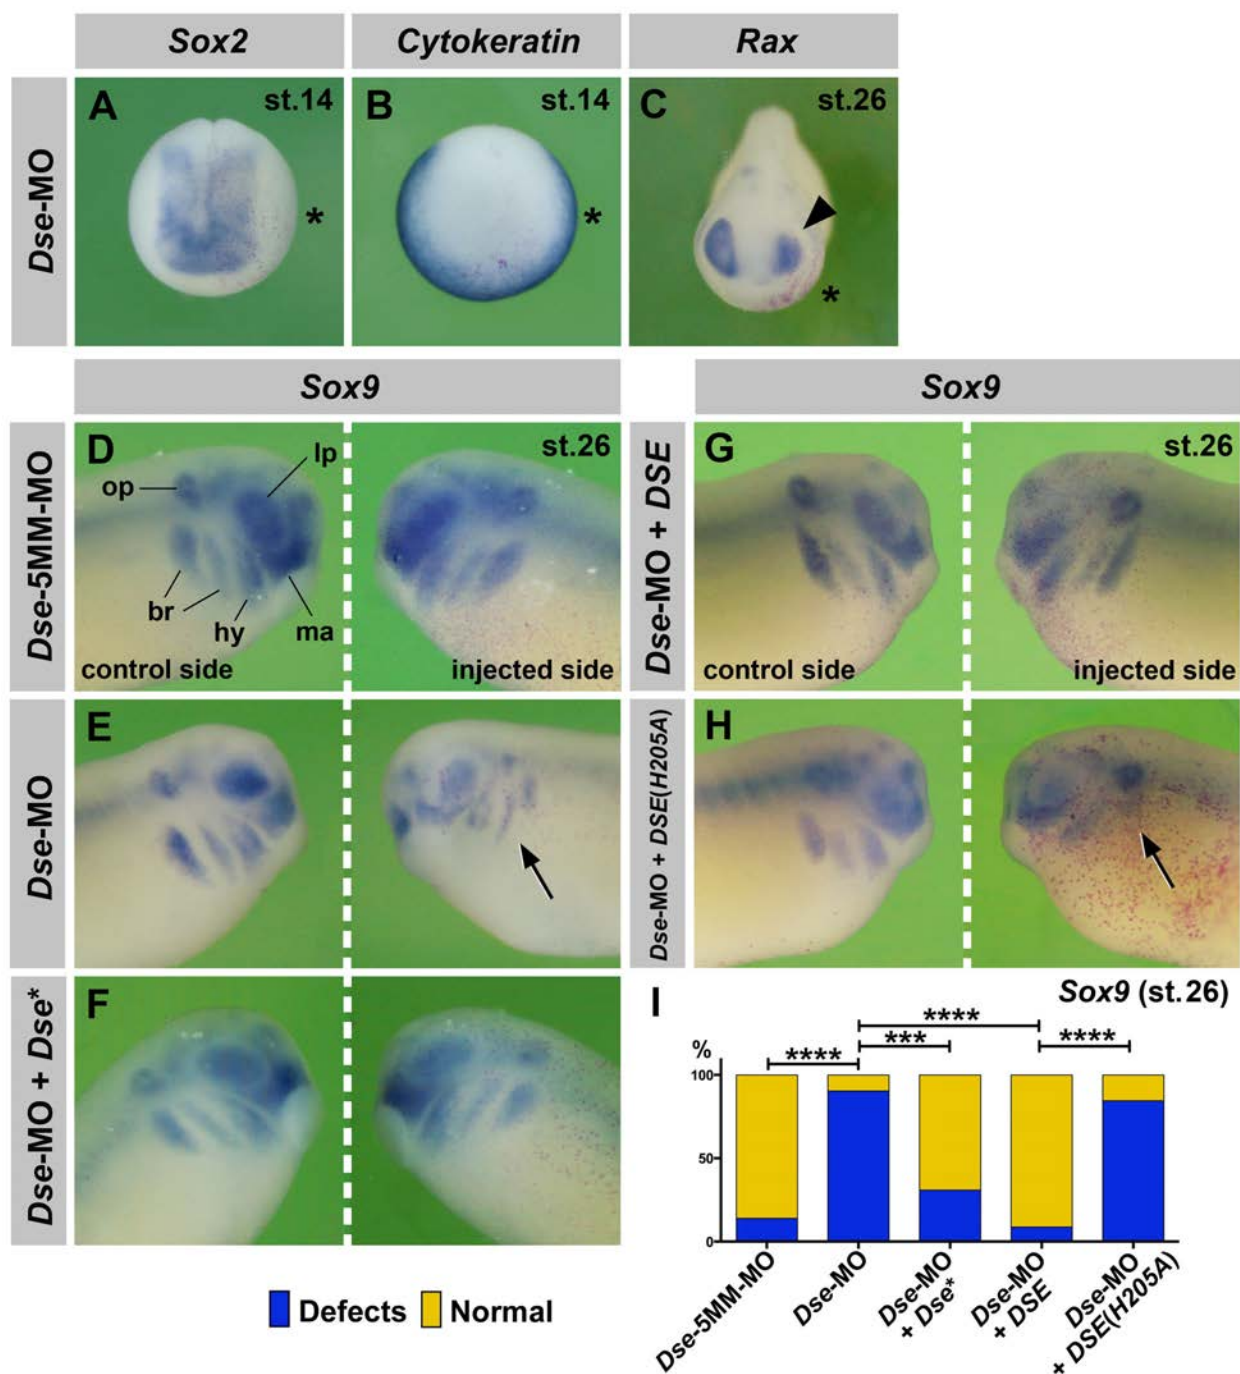 Sox2
Cytokeratin
Rax
Dse-MO
A
st.14
*
B
st.14
*
C
st.26
*
Sox9
Sox9
Dse-5MM-MO
D
st.26
op
lp
br
hy
ma
control side
injected side
Dse-MO + DSE
G
st.26
control side
injected side
Dse-MO
E
Dse-MO + DSE(H205A)
H
Dse-MO + Dse*
F
I
Sox9 (st.26)
%
****
***
****
****
100
50
0
Dse-5MM-MO
Dse-MO
Dse-MO
+ Dse*
Dse-MO
+ DSE
Dse-MO
+ DSE(H205A)
Defects
Normal